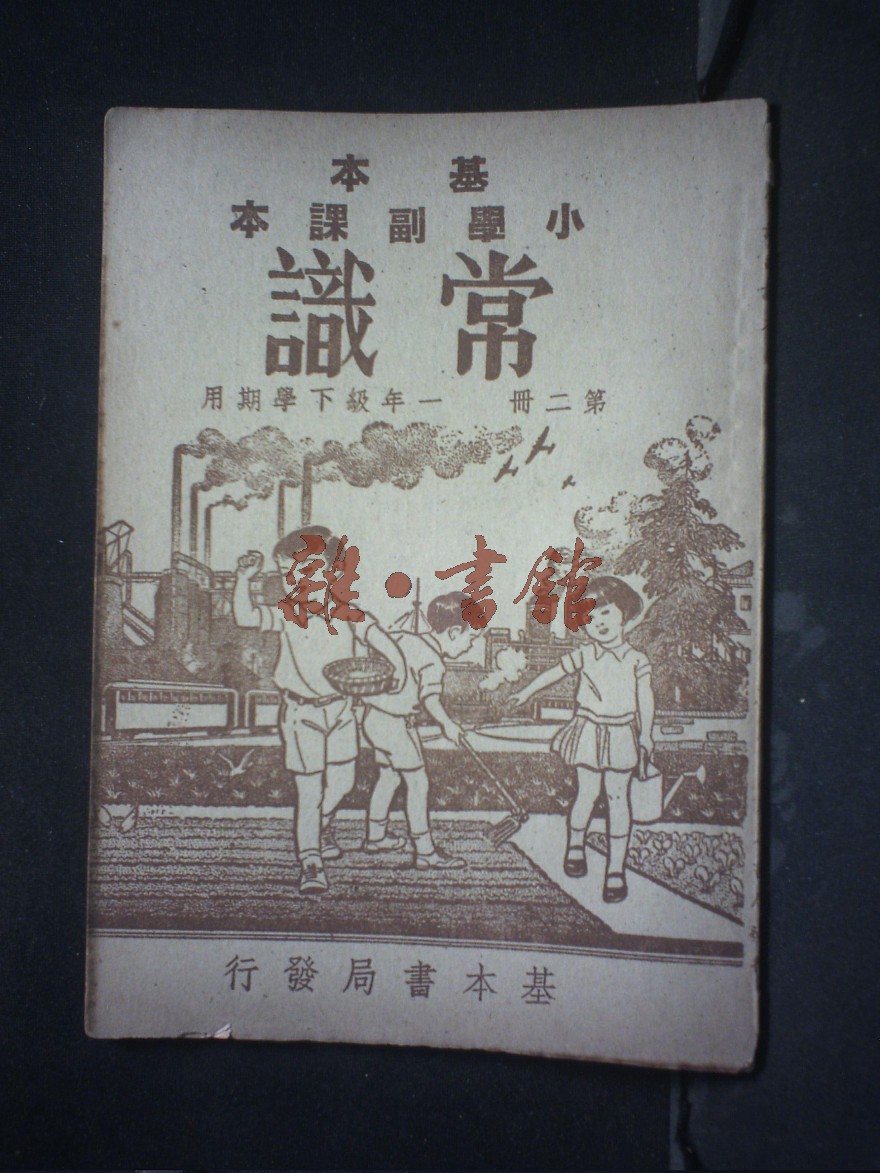 基本
小學副課本
常識
第二冊 一年級下學期用
雜·書館
基本書局發行